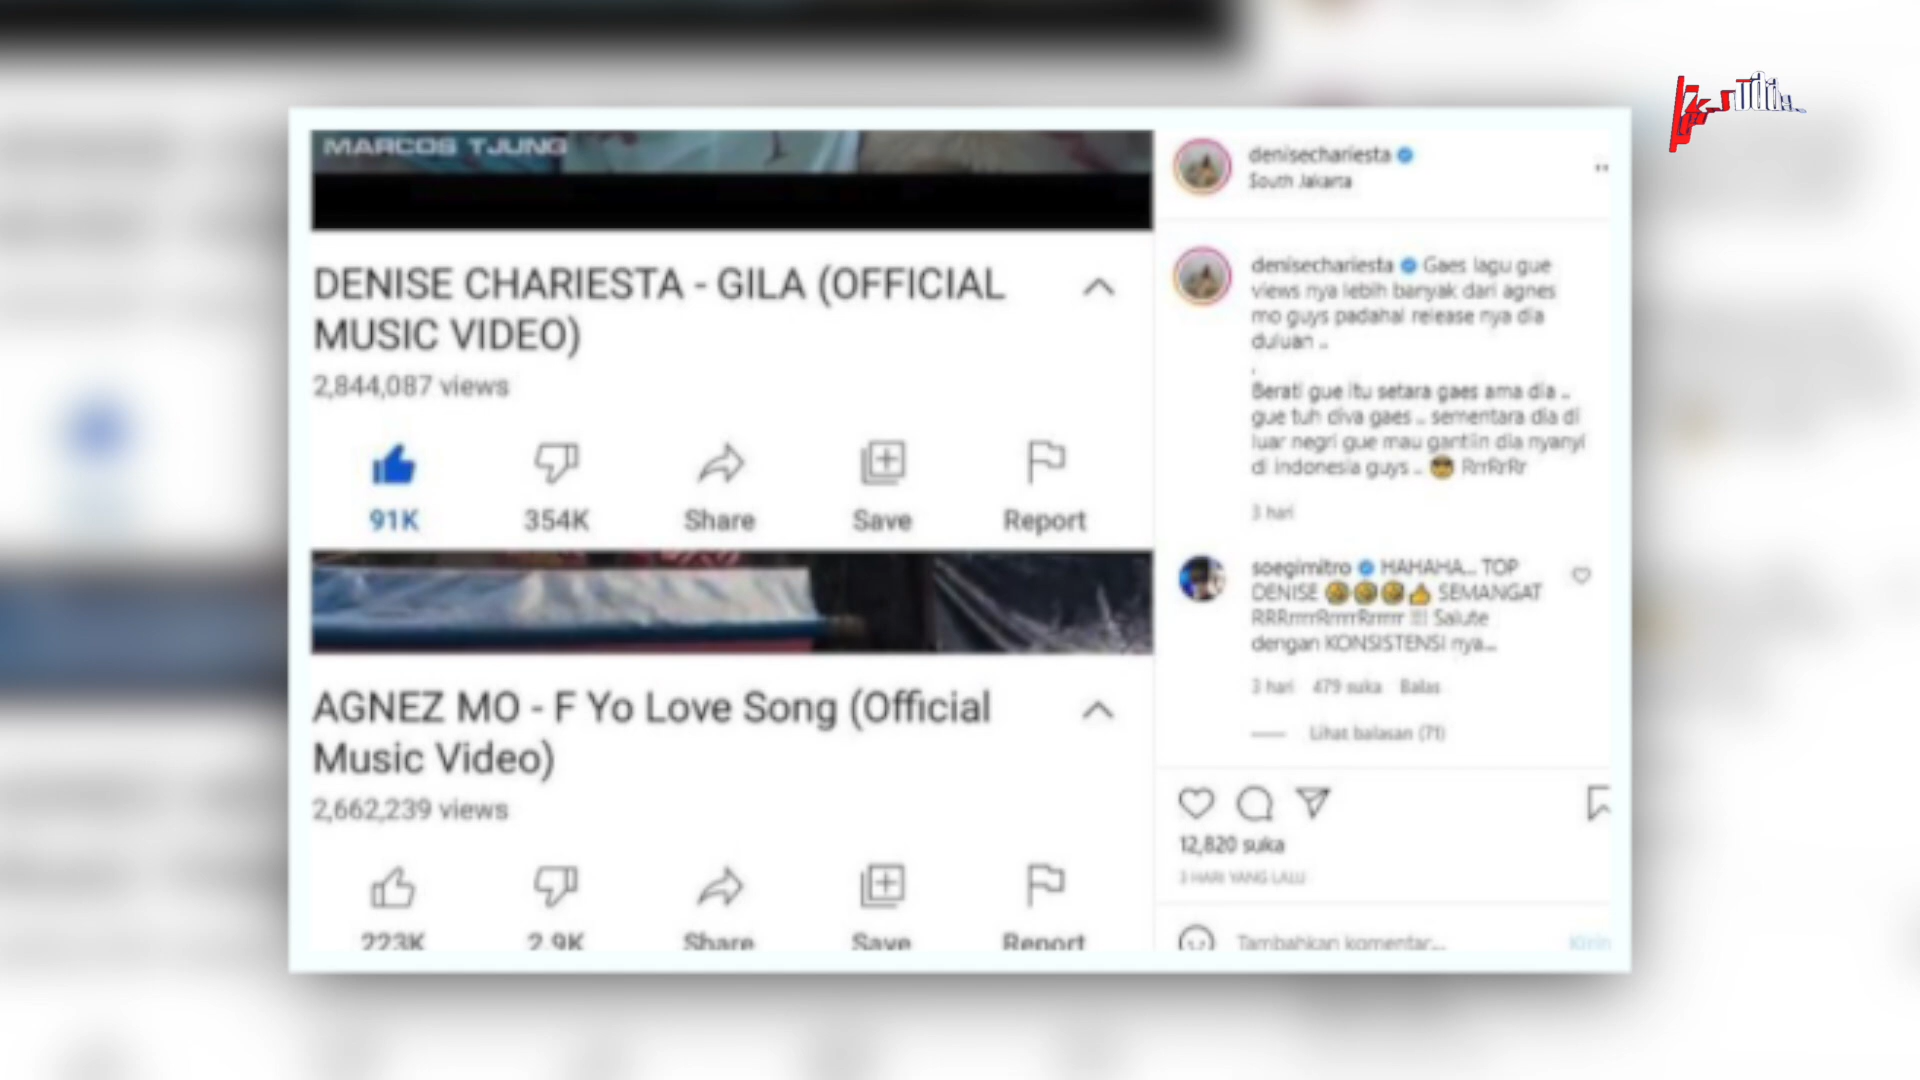 MARCOS TJUNG
DENISE CHARIESTA - GILA (OFFICIAL
MUSIC VIDEO)
2,844,087 views
91K
354K
Share
Save
Report
AGNEZ MO - F Yo Love Song (Official
Music Video)
2,662,239 views
223K
2.9K
Share
Save
Report
denisechariesta
South Jakarta
denisechariesta Gaes lagu gue
views nya lebih banyak dari agnes
mo guys padahal release nya dia
duluan ..
.
Berati gue itu setara gaes ama dia ..
gue tuh diva gaes .. sementara dia di
luar negri gue mau gantiin dia nyanyi
di indonesia guys .. 😎 RrrRrRr
3 hari
soegimitro HAHAHA... TOP
DENISE 🤣🤣🤣👍 SEMANGAT
!!! Salute
dengan KONSISTENSI nya...
3 hari 479 suka Balas
Lihat balasan (71)
12,820 suka
3 HARI YANG LALU
Tambahkan komentar...